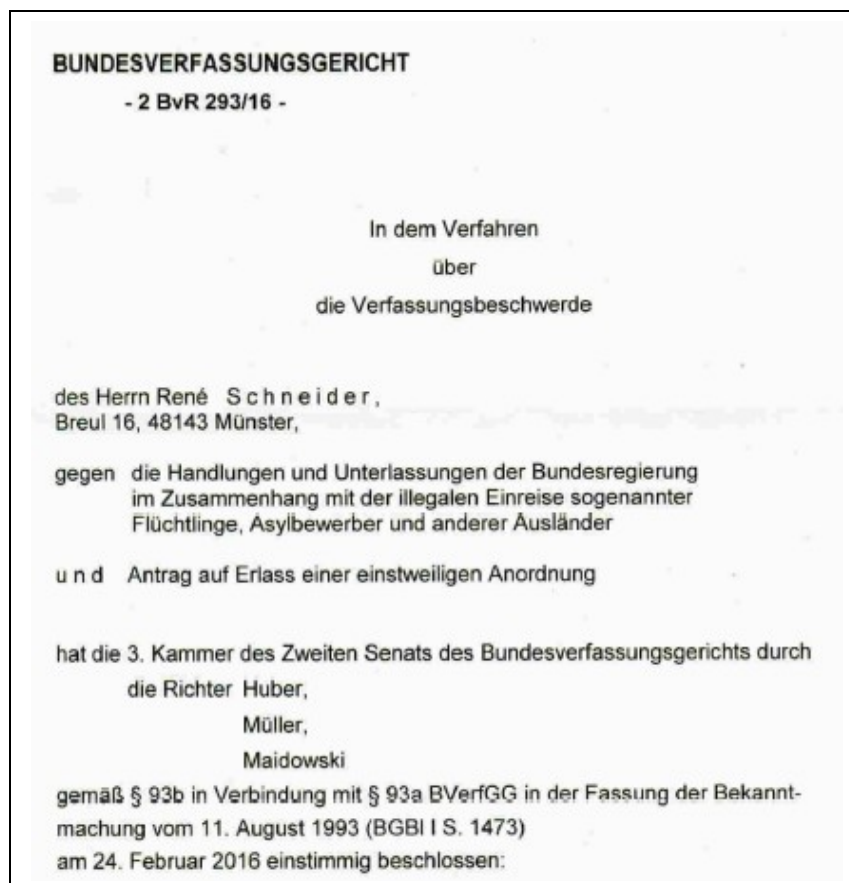 BUNDESVERFASSUNGSGERICHT
- 2 BvR 293/16 -
In dem Verfahren
über
die Verfassungsbeschwerde
des Herrn René S c h n e i d e r ,
Breul 16, 48143 Münster,
gegen die Handlungen und Unterlassungen der Bundesregierung
im Zusammenhang mit der illegalen Einreise sogenannter
Flüchtlinge, Asylbewerber und anderer Ausländer
u n d Antrag auf Erlass einer einstweiligen Anordnung
hat die 3. Kammer des Zweiten Senats des Bundesverfassungsgerichts durch
die Richter Huber,
Müller,
Maidowski
gemäß § 93b in Verbindung mit § 93a BVerfGG in der Fassung der Bekannt-
machung vom 11. August 1993 (BGBl I S. 1473)
am 24. Februar 2016 einstimmig beschlossen: